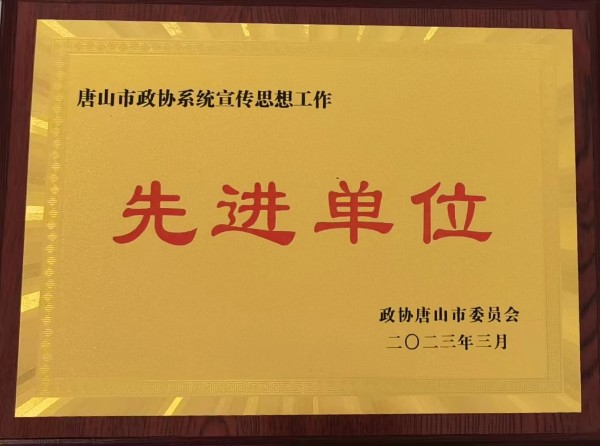 唐山市政协系统宣传思想工作
先进单位
政协唐山市委员会
二〇二三年三月